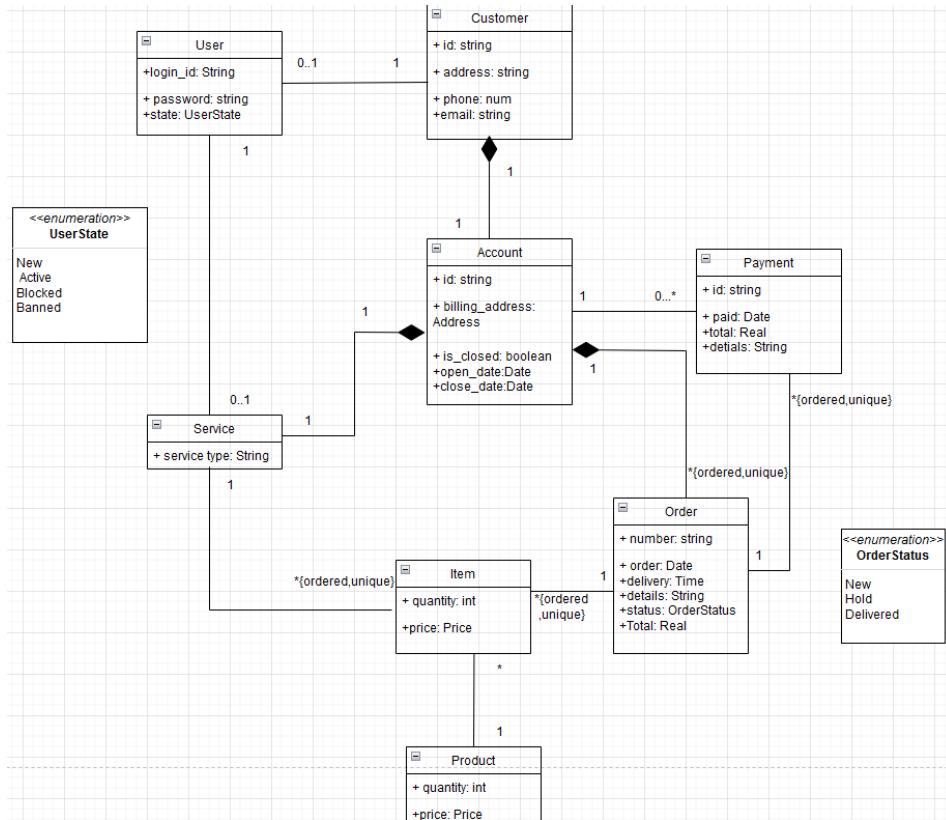 Customer
+ id: string
+ address: string
+ phone: num
+email: string
User
+login_id: String
+ password: string
+state: UserState
0..1
1
1
1
1
<<enumeration>>
UserState
New
Active
Blocked
Banned
Account
+ id: string
+ billing_address:
Address
+ is_closed: boolean
+open_date:Date
+close_date:Date
Payment
+ id: string
+ paid: Date
+total: Real
+detials: String
1
0...*
1
1
0..1
1
*{ordered,unique}
Service
+ service type: String
1
*{ordered,unique}
Order
+ number: string
+ order: Date
+delivery: Time
+details: String
+status: OrderStatus
+Total: Real
1
<<enumeration>>
OrderStatus
New
Hold
Delivered
*{ordered,unique}
Item
+ quantity: int
+price: Price
1
*{ordered
,unique}
*
1
Product
+ quantity: int
+price: Price